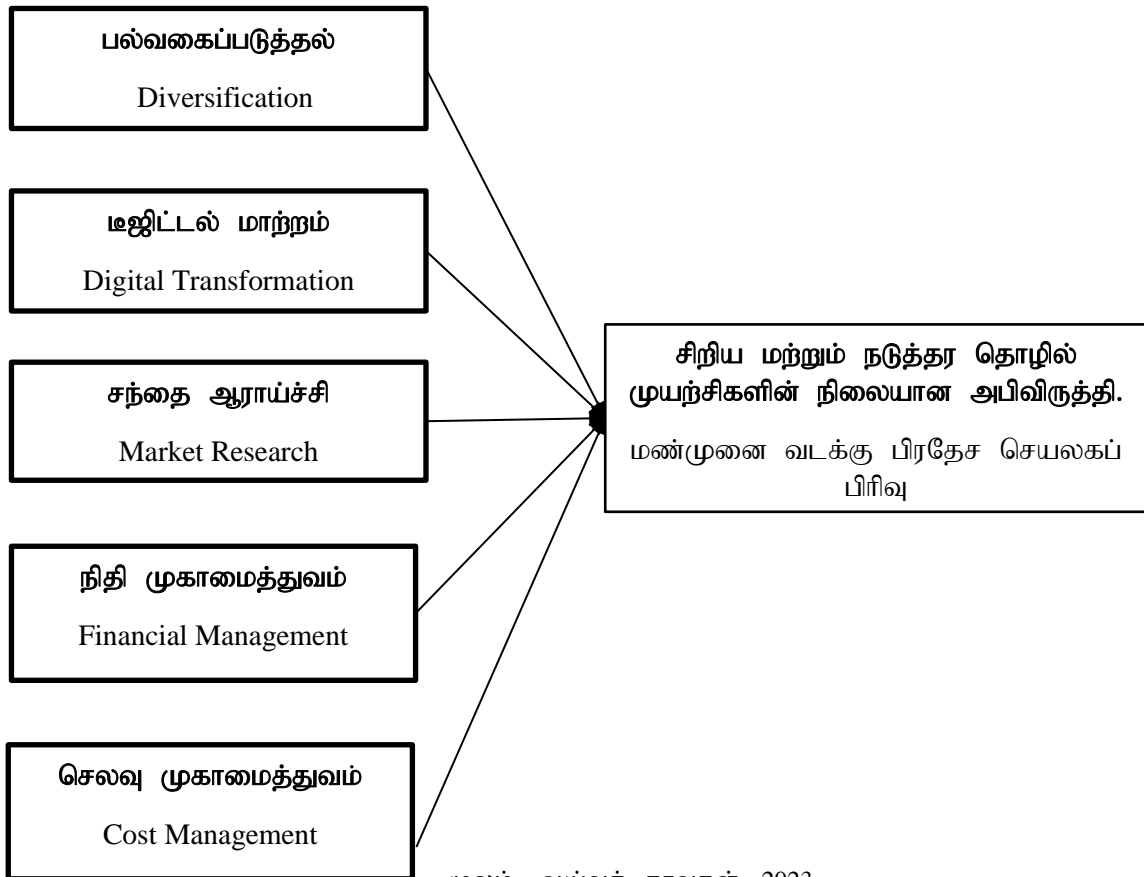 பல்வகைப்படுத்தல்
Diversification
டிஜிட்டல் மாற்றம்
Digital Transformation
சந்தை ஆராய்ச்சி
Market Research
நிதி முகாமைத்துவம்
Financial Management
செலவு முகாமைத்துவம்
Cost Management
சிறிய மற்றும் நடுத்தர தொழில்
முயற்சிகளின் நிலையான அபிவிருத்தி.
மண்முனை வடக்கு பிரதேச செயலகப்
பிரிவு
2023